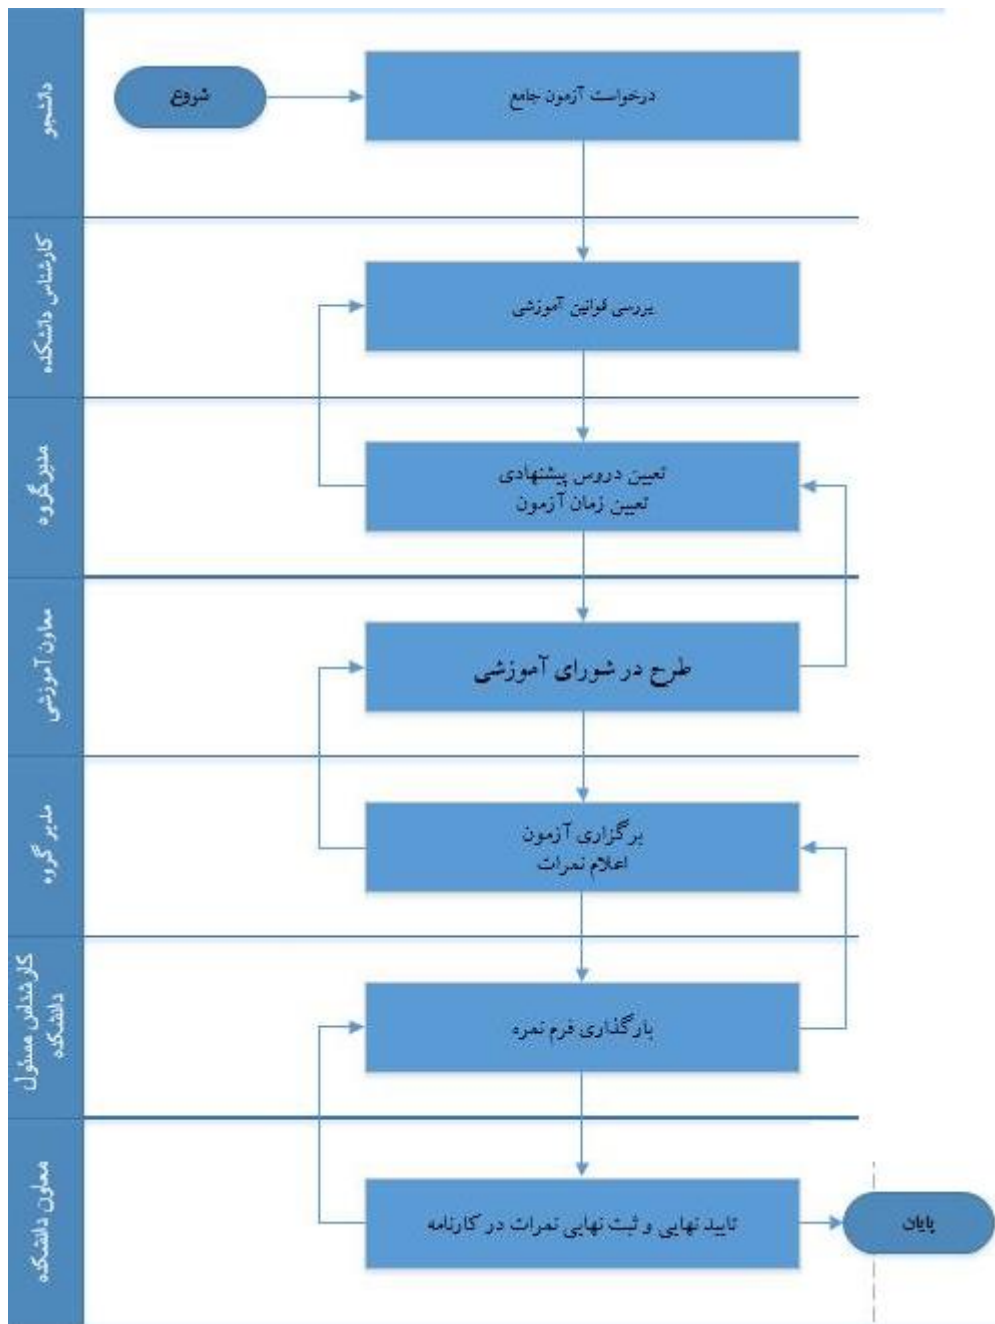 دانشجو
شروع
درخواست آزمون جامع
کارشناس دانشکده
بررسی قوانین آموزشی
مدیرگروه
تعیین دروس پیشنهادی
تعیین زمان آزمون
معاون آموزشی
طرح در شورای آموزشی
مدیر گروه
برگزاری آزمون
اعلام نمرات
کارشناس مسئول
دانشکده
بارگذاری فرم نمره
معاون دانشکده
تایید نهایی و ثبت نهایی نمرات در کارنامه
پایان